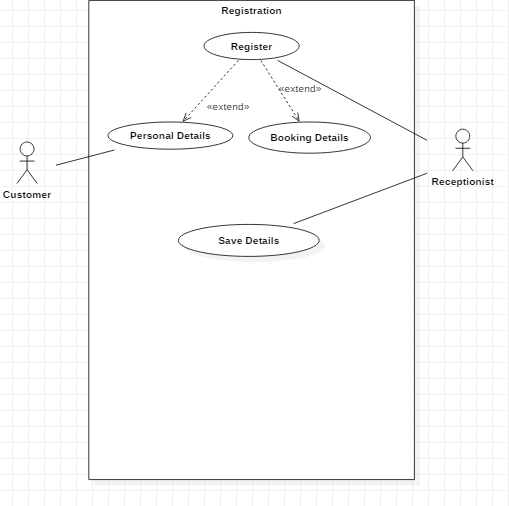 Registration
Register
«extend»
«extend»
Personal Details
Booking Details
Customer
Receptionist
Save Details